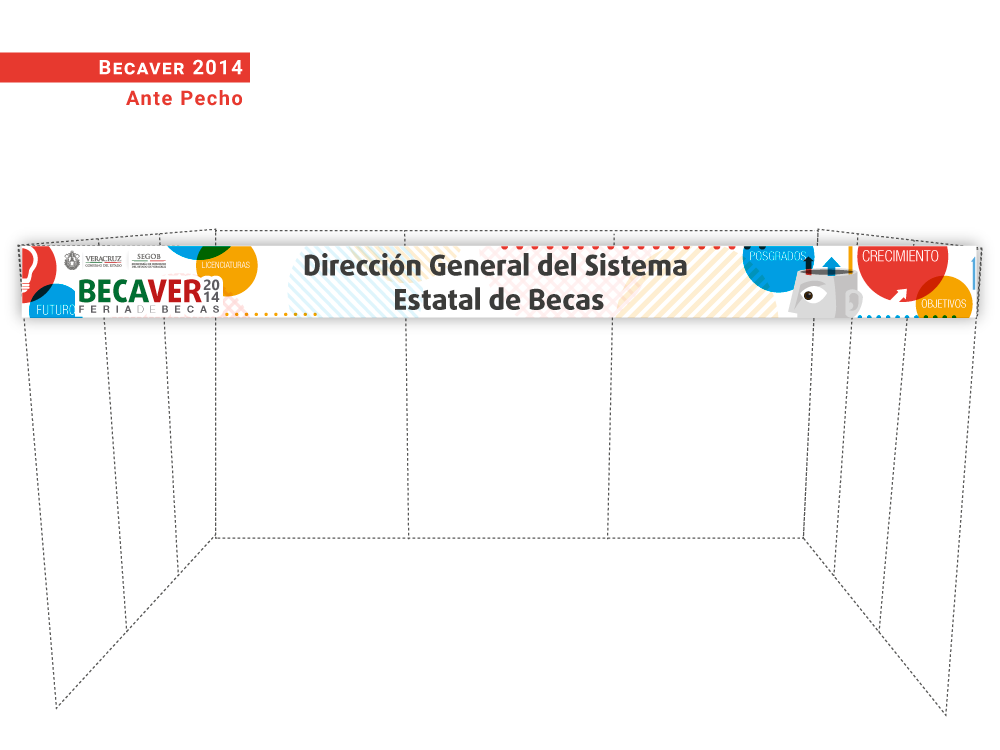 BECAVER 2014
Ante Pecho
VERACRUZ
GOBIERNO DEL ESTADO
SEGOB
LICENCIATURAS
BECAVER 2014
FERIA DE BECAS
FUTURO
Dirección General del Sistema
Estatal de Becas
POSGRADOS
CRECIMIENTO
OBJETIVOS